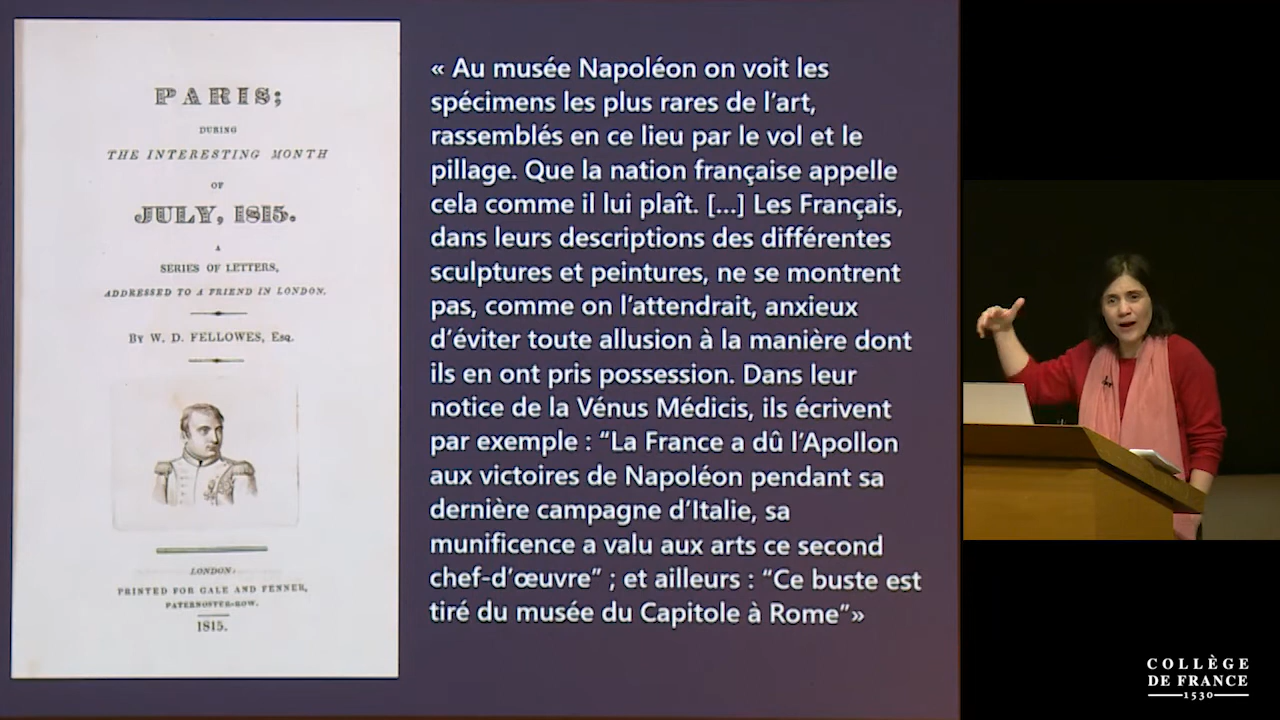 PARIS;
DURING
THE INTERESTING MONTH
OF
JULY, 1815.
A
SERIES OF LETTERS,
ADDRESSED TO A FRIEND IN LONDON.
BY W. D. FELLOWES, Esq.
LONDON:
PRINTED FOR GALE AND FENNER,
PATERNOSTER-ROW.
1815.
« Au musée Napoléon on voit les
spécimens les plus rares de l’art,
rassemblés en ce lieu par le vol et le
pillage. Que la nation française appelle
cela comme il lui plaît. [...] Les Français,
dans leurs descriptions des différentes
sculptures et peintures, ne se montrent
pas, comme on l’attendrait, anxieux
d’éviter toute allusion à la manière dont
ils en ont pris possession. Dans leur
notice de la Vénus Médicis, ils écrivent
par exemple : “La France a dû l’Apollon
aux victoires de Napoléon pendant sa
dernière campagne d’Italie, sa
munificence a valu aux arts ce second
chef-d’œuvre” ; et ailleurs : “Ce buste est
tiré du musée du Capitole à Rome”»
COLLÈGE
DE FRANCE
1530